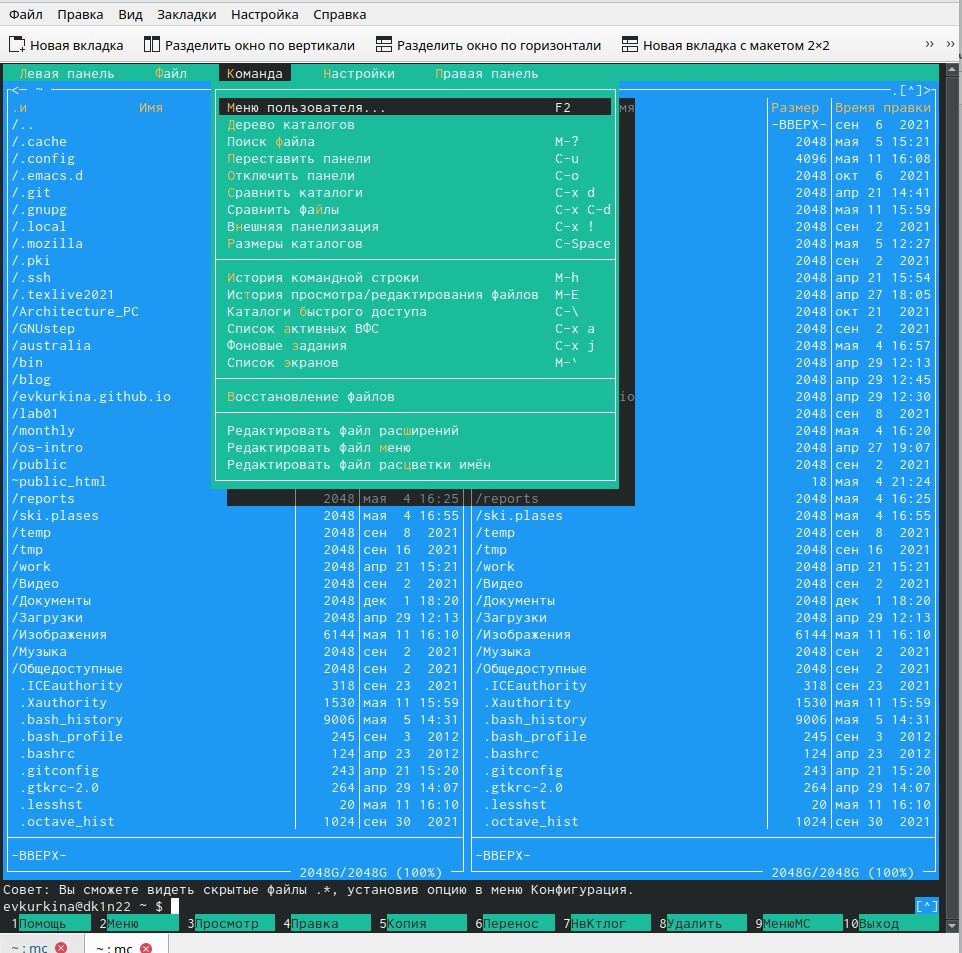 Файл Правка Вид Закладки Настройка Справка
Новая вкладка Разделить окно по вертикали Разделить окно по горизонтали Новая вкладка с макетом 2×2 ›› ››
Левая панель Файл Команда Настройки Правая панель
<─ ~ .[^]>
.и Имя Меню пользователя... F2 мя Размер Время правки
/.. Дерево каталогов -ВВЕРХ- сен 6 2021
/.cache Поиск файла M-? 2048 мая 5 15:21
/.config Переставить панели C-u 4096 мая 11 16:08
/.emacs.d Отключить панели C-o 2048 окт 6 2021
/.git Сравнить каталоги C-x d 2048 апр 21 14:41
/.gnupg Сравнить файлы C-x C-d 2048 мая 11 15:59
/.local Внешняя панелизация C-x ! 2048 сен 2 2021
/.mozilla Размеры каталогов C-Space 2048 мая 5 12:27
/.pki 2048 сен 2 2021
/.ssh История командной строки M-h 2048 апр 21 15:54
/.texlive2021 История просмотра/редактирования файлов M-E 2048 апр 27 18:05
/Architecture_PC Каталоги быстрого доступа C-\ 2048 окт 21 2021
/GNUstep Список активных ВФС C-x a 2048 сен 2 2021
/australia Фоновые задания C-x j 2048 мая 4 16:57
/bin Список экранов M-` 2048 апр 29 12:13
/blog 2048 апр 29 12:45
/evkurkina.github.io Восстановление файлов io 2048 апр 29 12:30
/lab01 2048 сен 8 2021
/monthly Редактировать файл расширений 2048 мая 4 16:20
/os-intro Редактировать файл меню 2048 апр 27 19:07
/public Редактировать файл расцветки имён 2048 сен 2 2021
~public_html 18 мая 4 21:24
/reports 2048 мая 4 16:25 /reports 2048 мая 4 16:25
/ski.plases 2048 мая 4 16:55 /ski.plases 2048 мая 4 16:55
/temp 2048 сен 8 2021 /temp 2048 сен 8 2021
/tmp 2048 сен 16 2021 /tmp 2048 сен 16 2021
/work 2048 апр 21 15:21 /work 2048 апр 21 15:21
/Видео 2048 сен 2 2021 /Видео 2048 сен 2 2021
/Документы 2048 дек 1 18:20 /Документы 2048 дек 1 18:20
/Загрузки 2048 апр 29 12:13 /Загрузки 2048 апр 29 12:13
/Изображения 6144 мая 11 16:10 /Изображения 6144 мая 11 16:10
/Музыка 2048 сен 2 2021 /Музыка 2048 сен 2 2021
/Общедоступные 2048 сен 2 2021 /Общедоступные 2048 сен 2 2021
.ICEauthority 318 сен 23 2021 .ICEauthority 318 сен 23 2021
.Xauthority 1530 мая 11 15:59 .Xauthority 1530 мая 11 15:59
.bash_history 9006 мая 5 14:31 .bash_history 9006 мая 5 14:31
.bash_profile 245 сен 3 2012 .bash_profile 245 сен 3 2012
.bashrc 124 апр 23 2012 .bashrc 124 апр 23 2012
.gitconfig 243 апр 21 15:20 .gitconfig 243 апр 21 15:20
.gtkrc-2.0 264 апр 29 14:07 .gtkrc-2.0 264 апр 29 14:07
.lesshst 20 мая 11 16:10 .lesshst 20 мая 11 16:10
.octave_hist 1024 сен 30 2021 .octave_hist 1024 сен 30 2021
-ВВЕРХ- -ВВЕРХ-
2048G/2048G (100%) 2048G/2048G (100%)
Совет: Вы сможете видеть скрытые файлы .*, установив опцию в меню Конфигурация.
evkurkina@dk1n22 ~ $ [^]
1Помощь 2Меню 3Просмотр 4Правка 5Копия 6Перенос 7НвКтлог 8Удалить 9МенюМС 10Выход
~ : mc ~ : mc